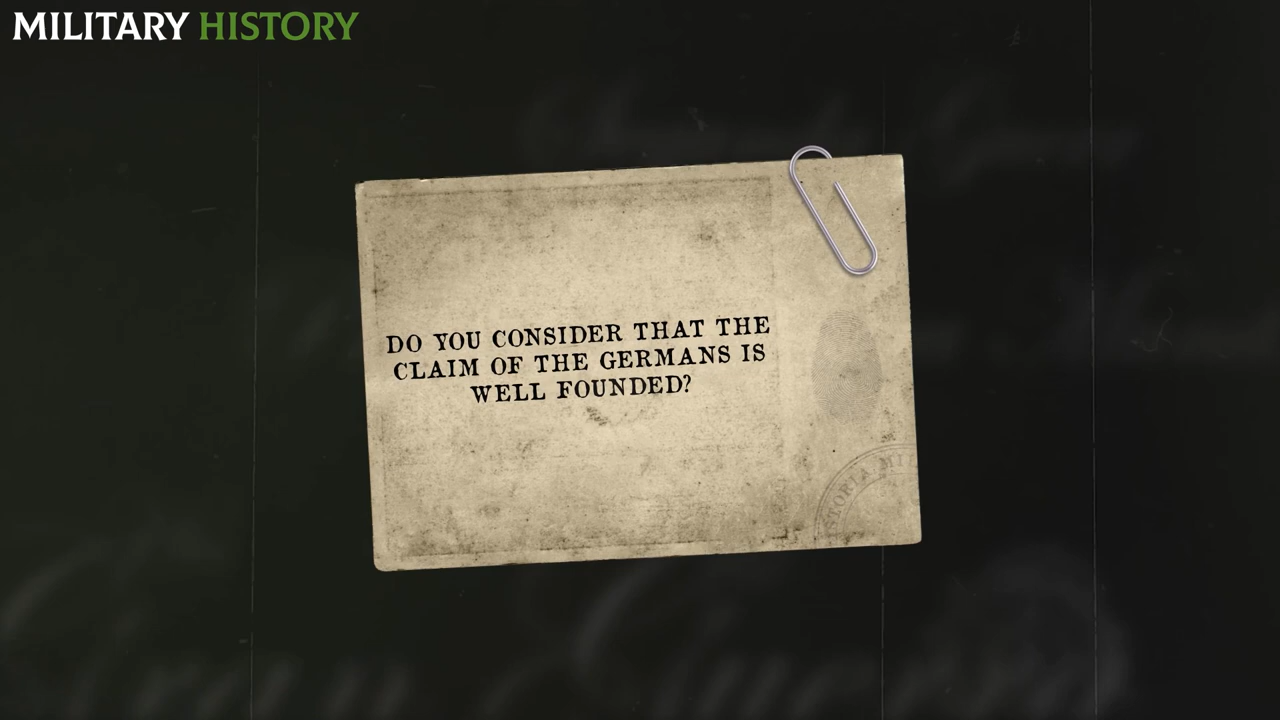 MILITARY HISTORY
DO YOU CONSIDER THAT THE
CLAIM OF THE GERMANS IS
WELL FOUNDED?